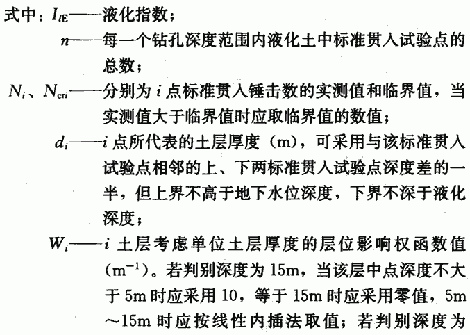 式中：IlE——液化指数；
n——每一个钻孔深度范围内液化土中标准贯入试验点的
总数；
Ni、Ncri——分别为 i 点标准贯入锤击数的实测值和临界值，当
实测值大于临界值时应取临界值的数值；
di——i 点所代表的土层厚度（m），可采用与该标准贯入
试验点相邻的上、下两标准贯入试验点深度差的一
半，但上界不高于地下水位深度，下界不深于液化
深度；
Wi——i 土层考虑单位土层厚度的层位影响权函数值
（m⁻¹）。若判别深度为 15m，当该层中点深度不大
于 5m 时应采用 10，等于 15m 时应采用零值，5m
～15m 时应按线性内插法取值；若判别深度为